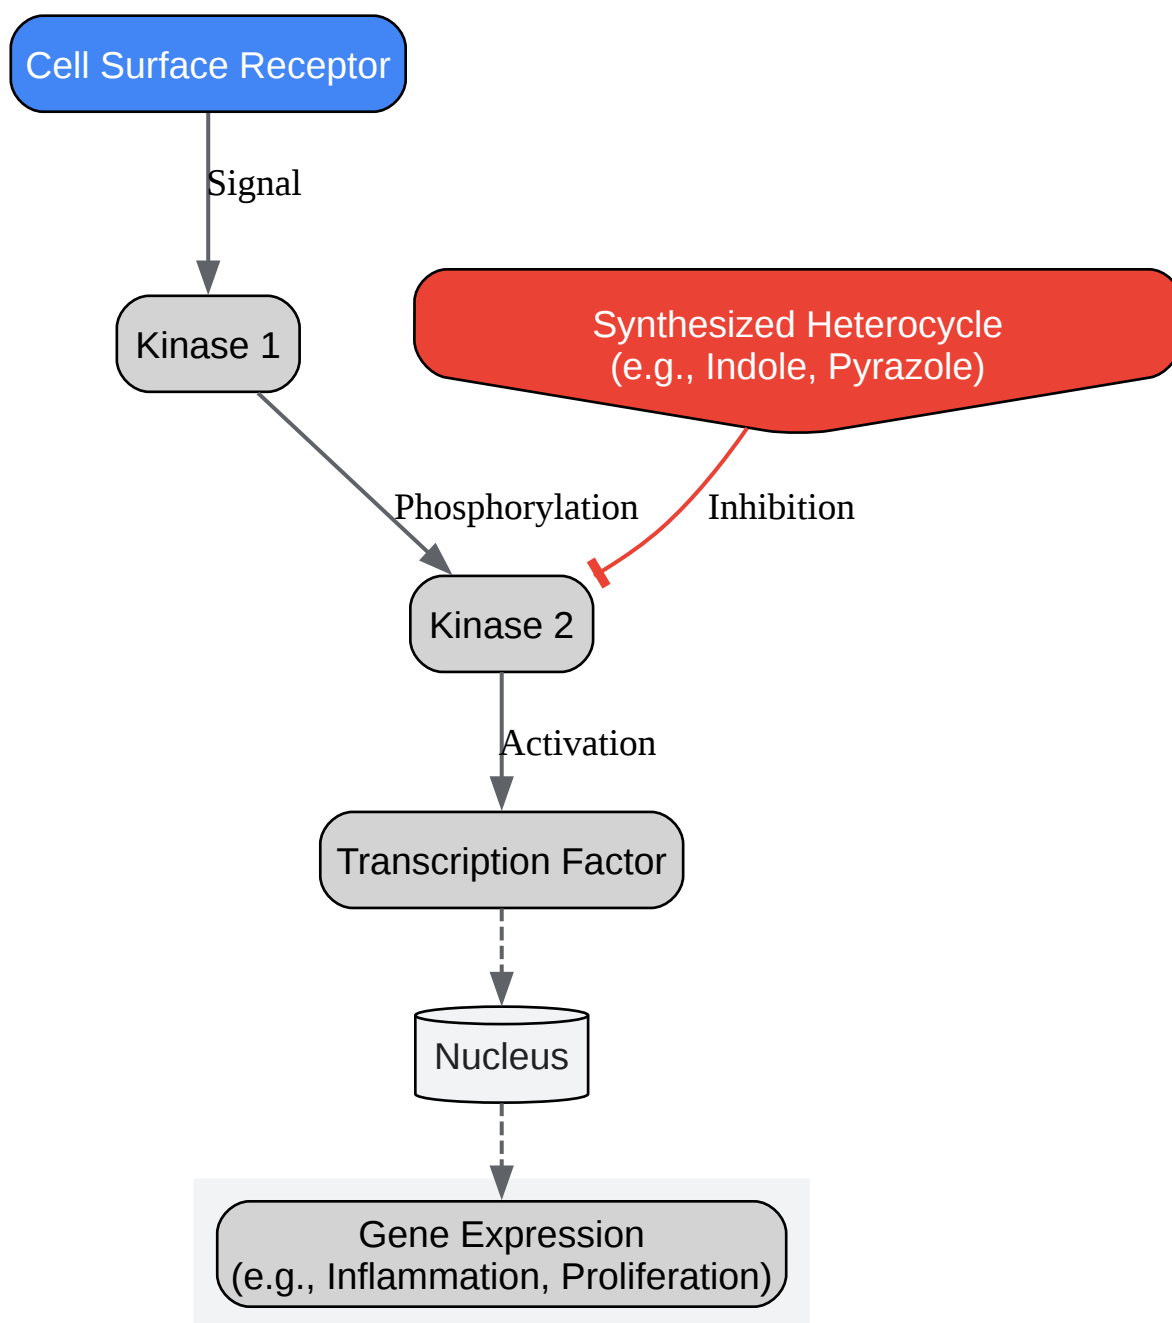 Cell Surface Receptor
Signal
Kinase 1
Synthesized Heterocycle
(e.g., Indole, Pyrazole)
Phosphorylation
Inhibition
Kinase 2
Activation
Transcription Factor
Nucleus
Gene Expression
(e.g., Inflammation, Proliferation)